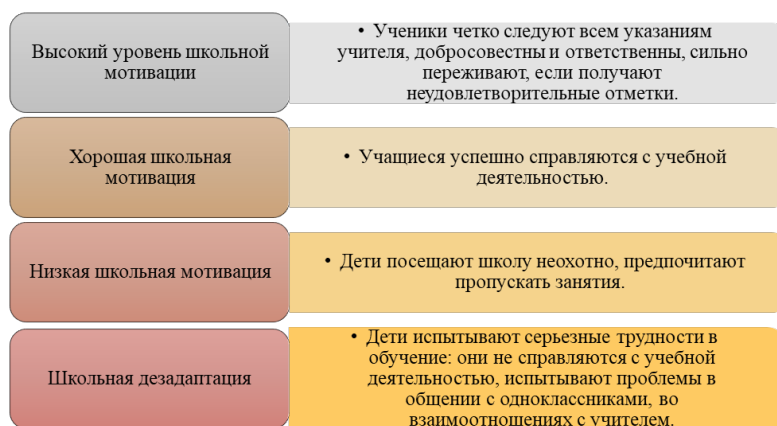 Высокий уровень школьной
мотивации
• Ученики четко следуют всем указаниям
учителя, добросовестны и ответственны, сильно
переживают, если получают
неудовлетворительные отметки.
Хорошая школьная
мотивация
• Учащиеся успешно справляются с учебной
деятельностью.
Низкая школьная мотивация
• Дети посещают школу неохотно, предпочитают
пропускать занятия.
Школьная дезадаптация
• Дети испытывают серьезные трудности в
обучение: они не справляются с учебной
деятельностью, испытывают проблемы в
общении с одноклассниками, во
взаимоотношениях с учителем.